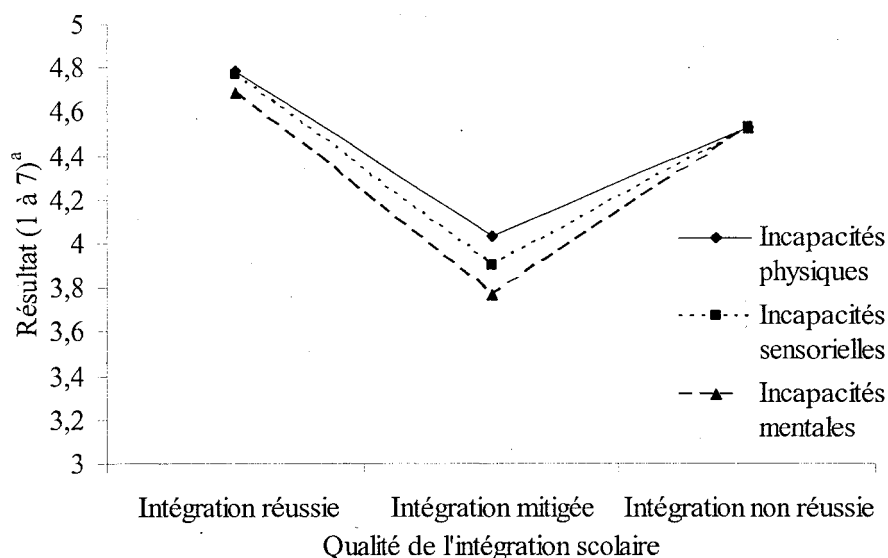 Résultat (1 à 7)ª
5
4,8
4,6
4,4
4,2
4
3,8
3,6
3,4
3,2
3
Incapacités
physiques
Incapacités
sensorielles
Incapacités
mentales
Intégration réussie
Intégration mitigée
Intégration non réussie
Qualité de l'intégration scolaire